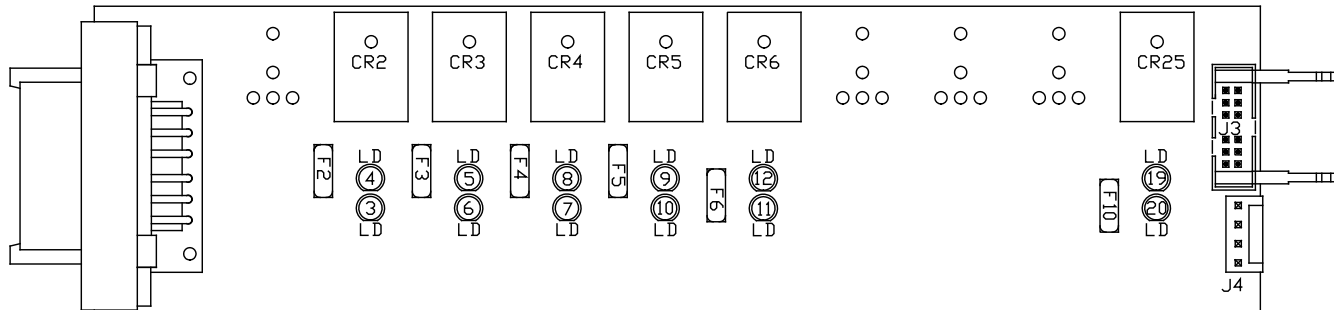 CR2 CR3 CR4 CR5 CR6 CR25
J3
LD LD LD LD LD LD
F2 4 F3 5 F4 8 F5 9 F6 12 F10 19
3 6 7 10 11 20
LD LD LD LD LD LD
J4